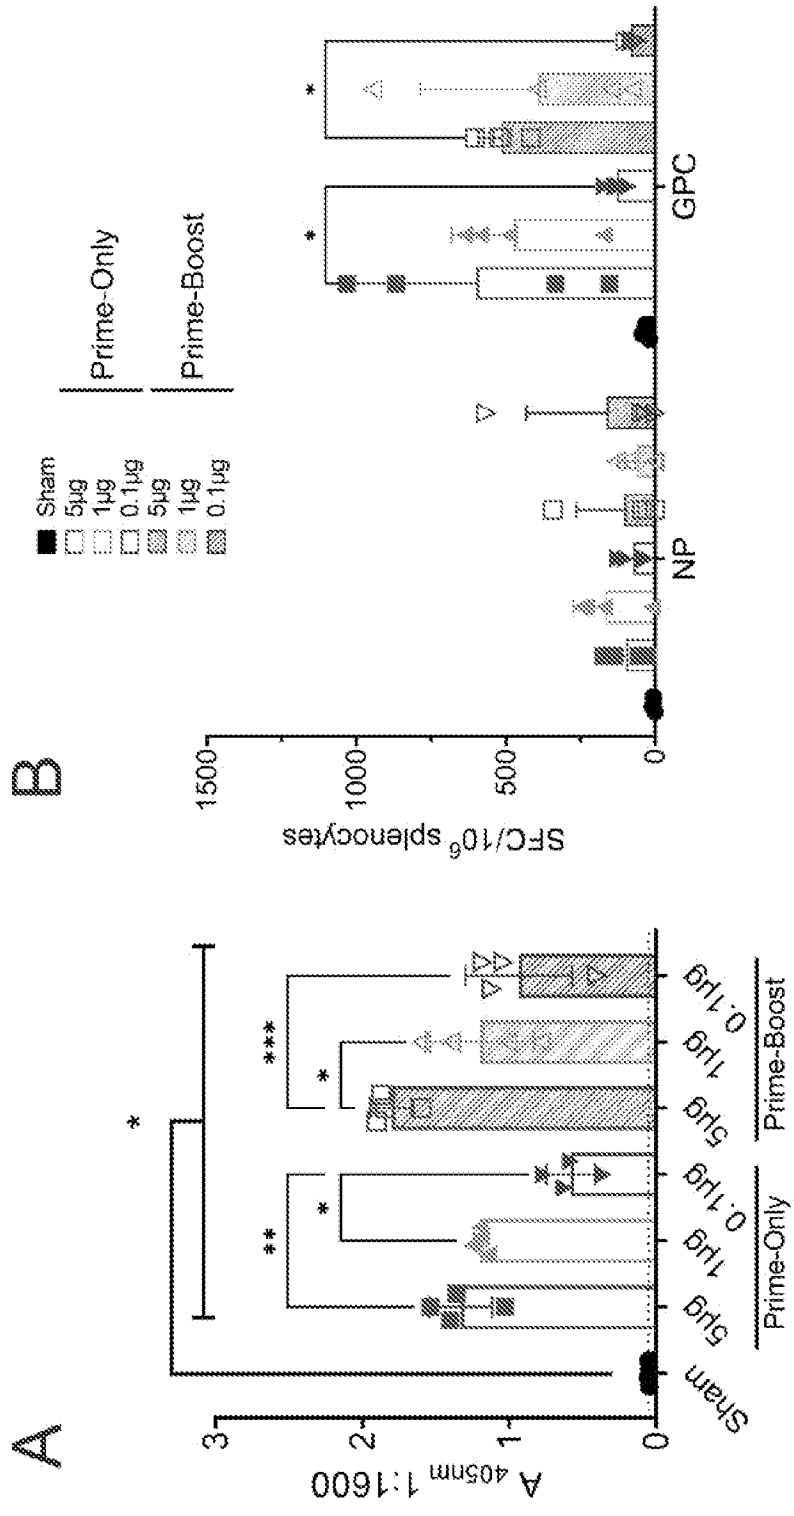 A
A 405nm 1:1600
3
2
1
0
*
**
*
***
*
Sham
5µg
1µg
0.1µg
5µg
1µg
0.1µg
Prime-Only
Prime-Boost
B
Sham
5µg
1µg
0.1µg
5µg
1µg
0.1µg
Prime-Only
Prime-Boost
SFC/10⁶ splenocytes
1500
1000
500
0
*
*
NP
GPC